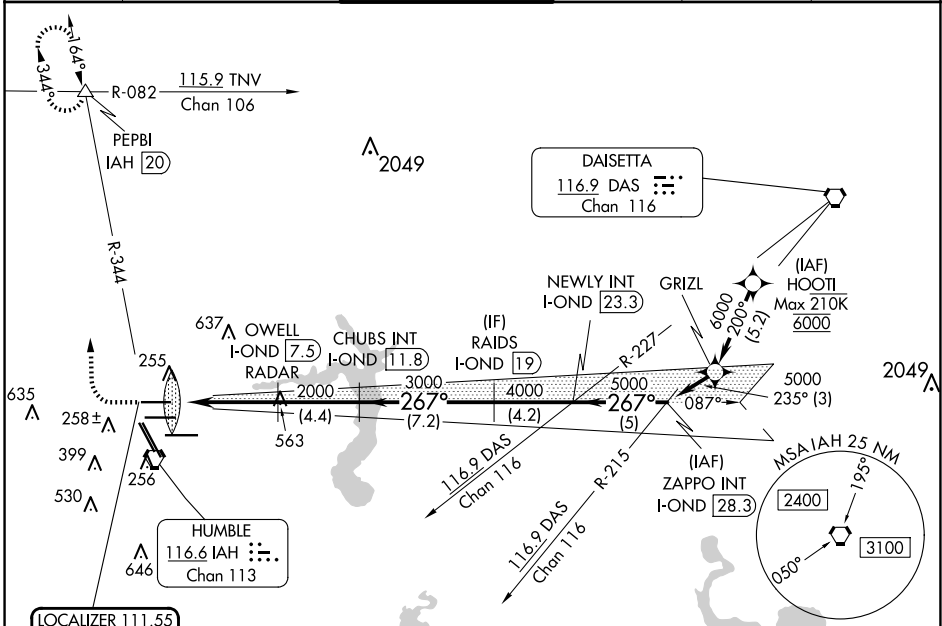 164°
344°
R-082
115.9 TNV
Chan 106
PEPBI
IAH 20
2049
DAISETTA
116.9 DAS
Chan 116
R-344
(IAF)
HOOTI
Max 210K
6000
6000
200°
(5.2)
GRIZL
NEWLY INT
I-OND 23.3
(IF)
RAIDS
I-OND 19
CHUBS INT
I-OND 11.8
637
OWELL
I-OND 7.5
RADAR
R-227
255
2000
3000
4000
5000
5000
235° (3)
2049
635
258±
267°
267°
087°
(4.4)
(7.2)
(4.2)
(5)
563
399
256
530
116.9 DAS
Chan 116
R-215
(IAF)
ZAPPO INT
I-OND 28.3
MSA IAH 25 NM
195°
2400
3100
050°
116.9 DAS
Chan 116
HUMBLE
116.6 IAH
Chan 113
646
LOCALIZER 111.55